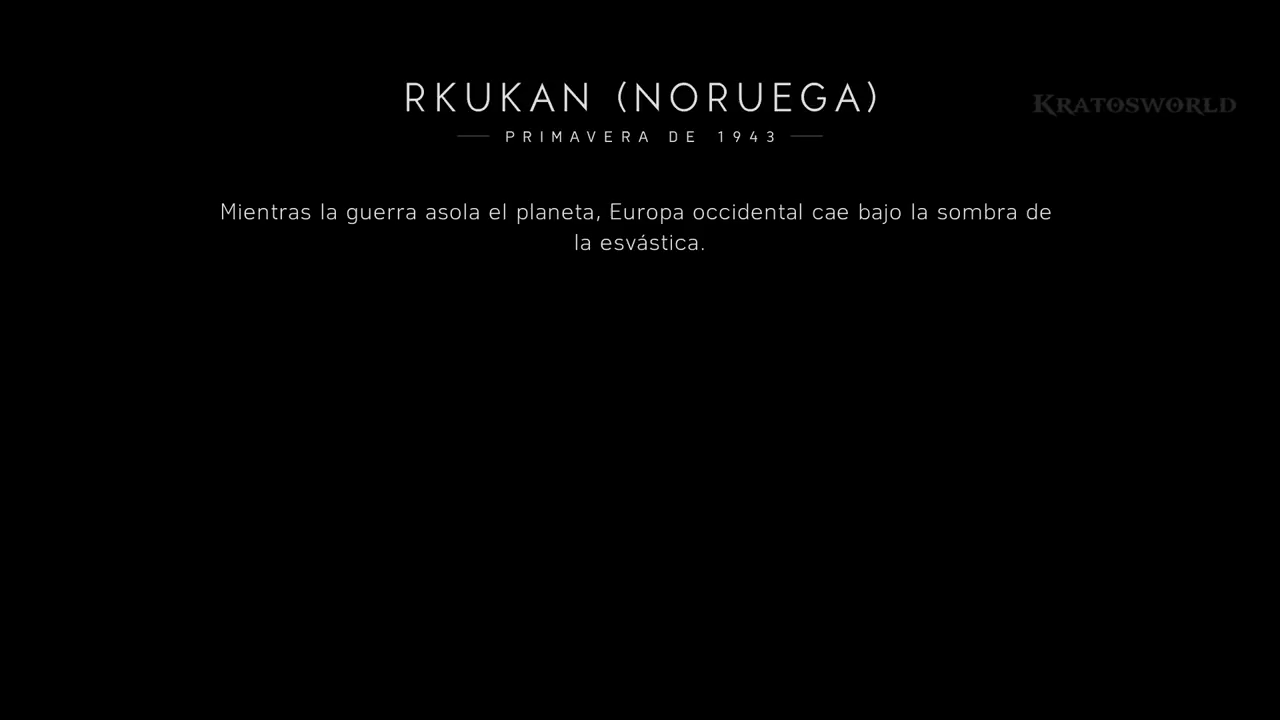 RKUKAN (NORUEGA)
KRATOSWORLD
PRIMAVERA DE 1943
Mientras la guerra asola el planeta, Europa occidental cae bajo la sombra de
la esvástica.